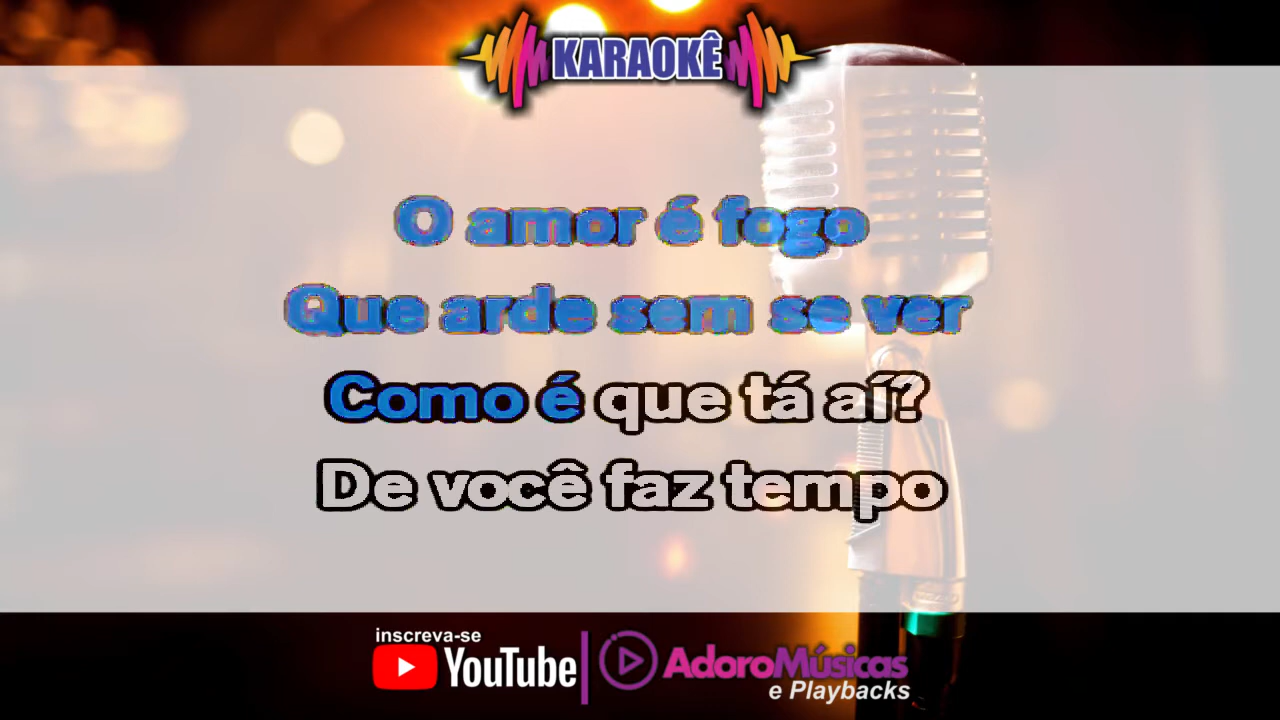 KARAOKÊ
O amor é fogo
Que arde sem se ver
Como é que tá aí?
De você faz tempo
inscreva-se
YouTube
AdoroMúsicas
e Playbacks